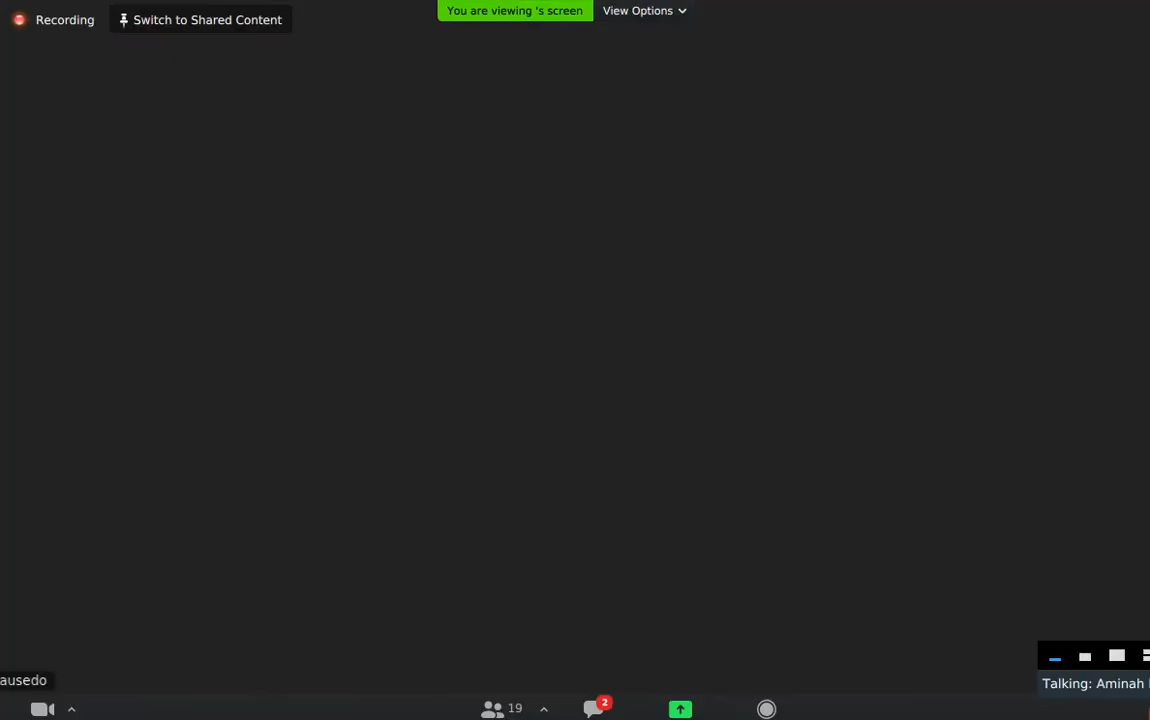 Recording
Switch to Shared Content
You are viewing 's screen
View Options
ausedo
19
2
Talking: Aminah